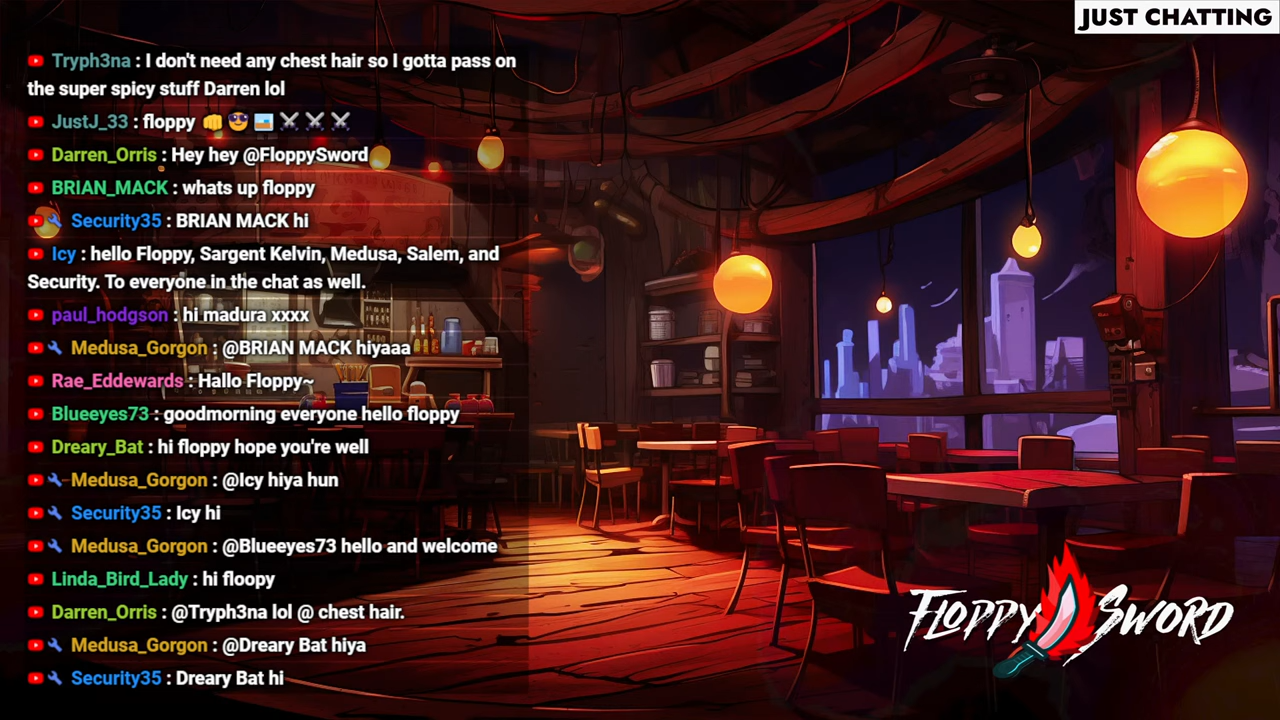 JUST CHATTING
Tryph3na : I don't need any chest hair so I gotta pass on
the super spicy stuff Darren lol
JustJ_33 : floppy 👊😎🖼️⚔️⚔️⚔️
Darren_Orris : Hey hey @FloppySword
BRIAN_MACK : whats up floppy
Security35 : BRIAN MACK hi
Icy : hello Floppy, Sargent Kelvin, Medusa, Salem, and
Security. To everyone in the chat as well.
paul_hodgson : hi madura xxxx
Medusa_Gorgon : @BRIAN MACK hiyaaa
Rae_Eddewards : Hallo Floppy~
Blueeyes73 : goodmorning everyone hello floppy
Dreary_Bat : hi floppy hope you're well
Medusa_Gorgon : @Icy hiya hun
Security35 : Icy hi
Medusa_Gorgon : @Blueeyes73 hello and welcome
Linda_Bird_Lady : hi floopy
Darren_Orris : @Tryph3na lol @ chest hair.
Medusa_Gorgon : @Dreary Bat hiya
Security35 : Dreary Bat hi
FLOPPY SWORD